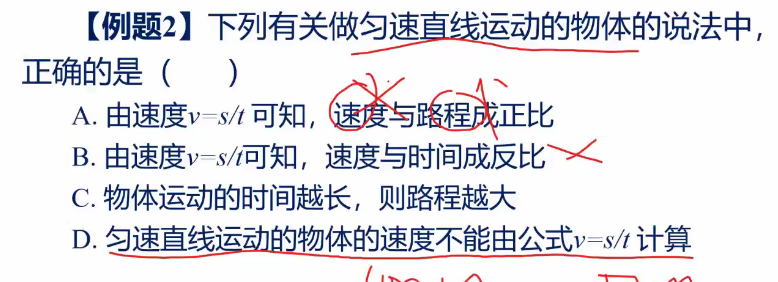 【例题2】下列有关做匀速直线运动的物体的说法中，
正确的是（  ）
A. 由速度v=s/t 可知，速度与路程成正比
B. 由速度v=s/t可知，速度与时间成反比
C. 物体运动的时间越长，则路程越大
D. 匀速直线运动的物体的速度不能由公式v=s/t 计算